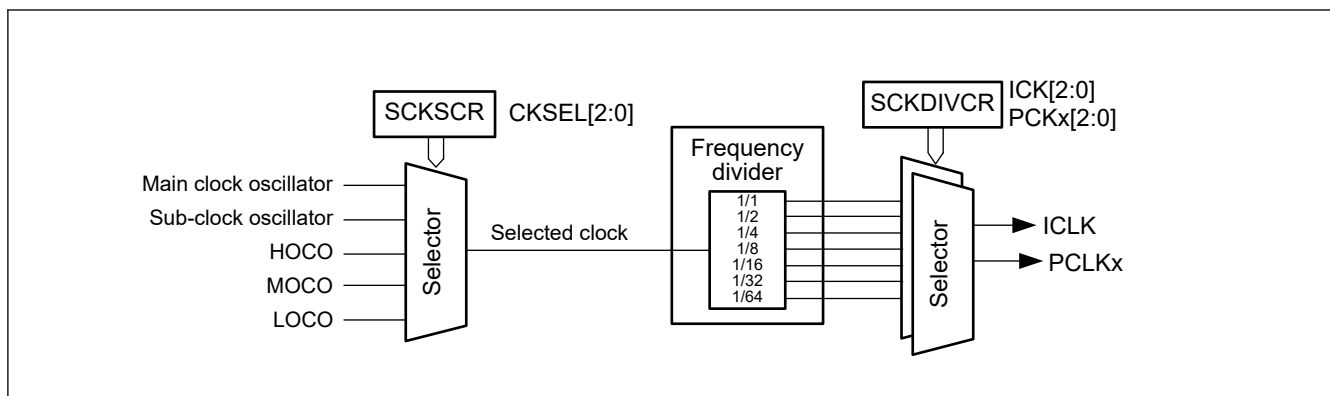 SCKSCR
CKSEL[2:0]
SCKDIVCR
ICK[2:0]
PCKx[2:0]
Main clock oscillator
Sub-clock oscillator
HOCO
MOCO
LOCO
Selector
Selected clock
Frequency
divider
1/1
1/2
1/4
1/8
1/16
1/32
1/64
Selector
ICLK
PCLKx